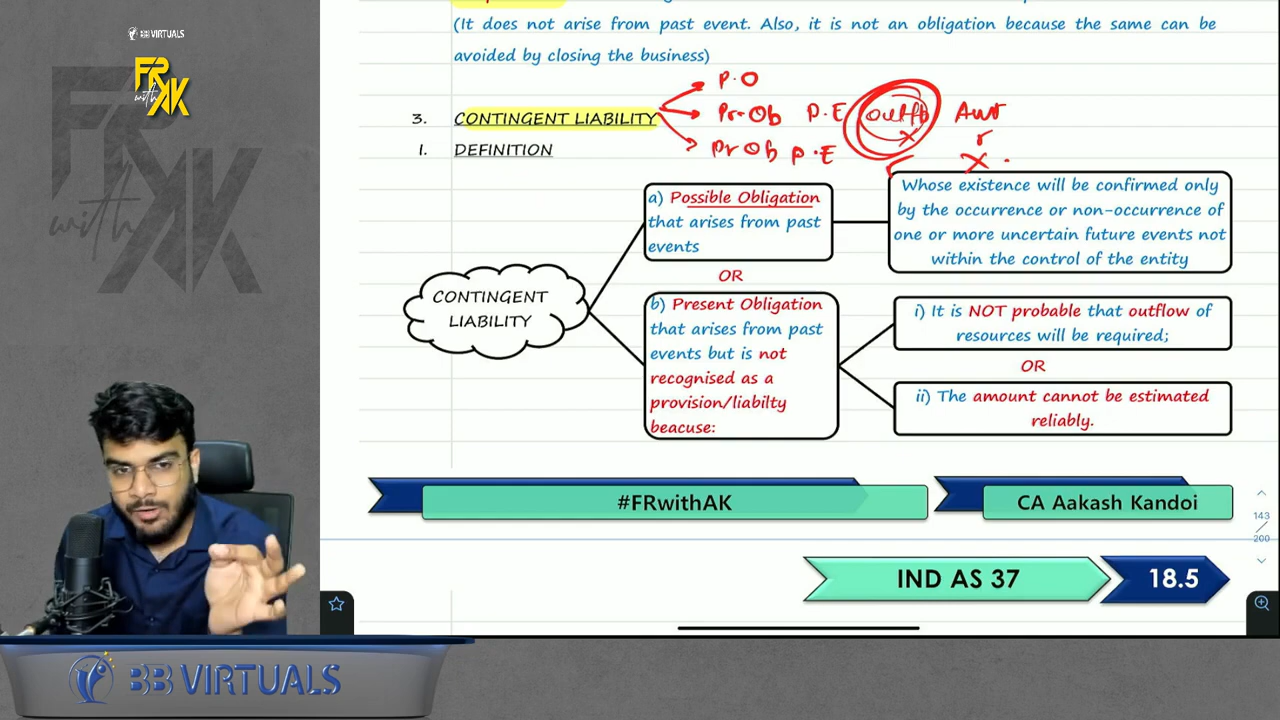 BB VIRTUALS
FR
with
AK
(It does not arise from past event. Also, it is not an obligation because the same can be
avoided by closing the business)
P.O
3. CONTINGENT LIABILITY
Pr Ob P.E Amt
1. DEFINITION
Pr Ob P.E
a) Possible Obligation
that arises from past
events
Whose existence will be confirmed only
by the occurrence or non-occurrence of
one or more uncertain future events not
within the control of the entity
OR
CONTINGENT
LIABILITY
b) Present Obligation
that arises from past
events but is not
recognised as a
provision/liabilty
beacuse:
i) It is NOT probable that outflow of
resources will be required;
OR
ii) The amount cannot be estimated
reliably.
#FRwithAK
CA Aakash Kandoi
143
200
IND AS 37
18.5
BB VIRTUALS